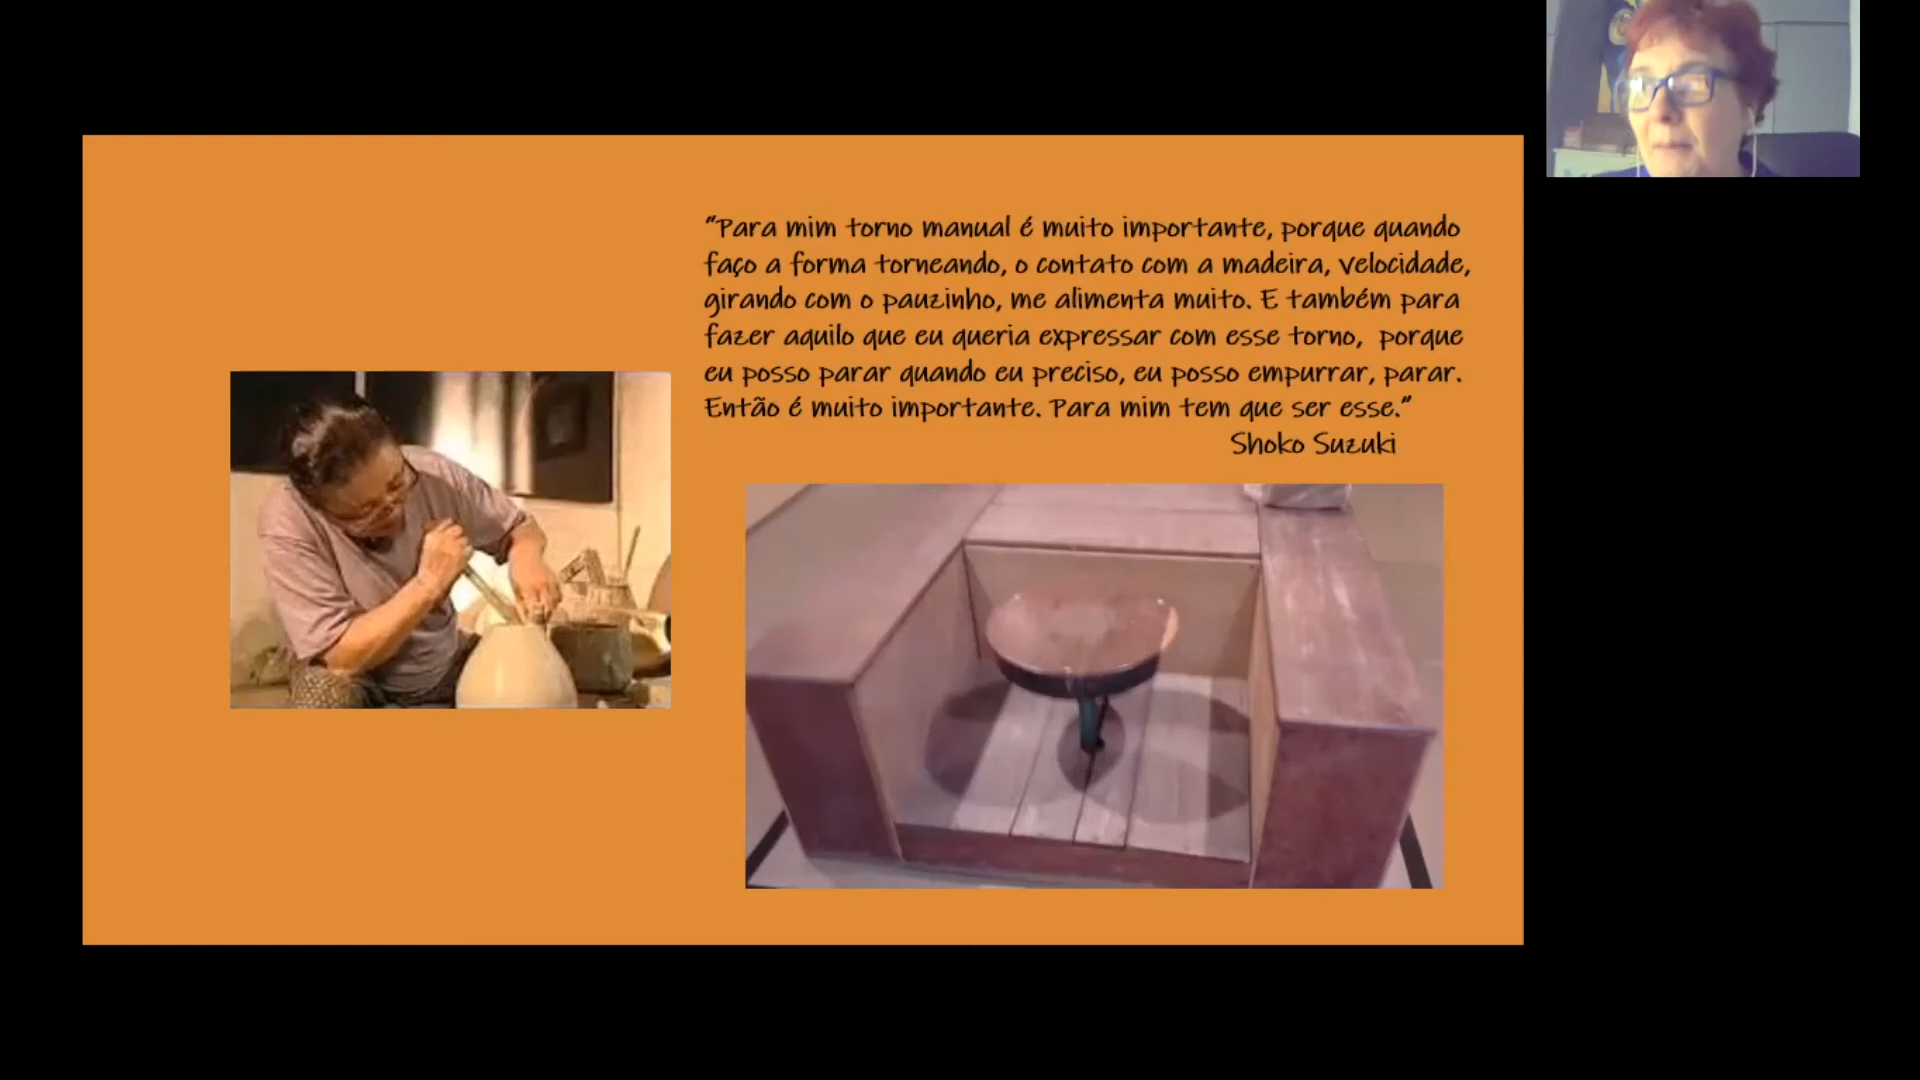 "Para mim torno manual é muito importante, porque quando
faço a forma torneando, o contato com a madeira, velocidade,
girando com o pauzinho, me alimenta muito. E também para
fazer aquilo que eu queria expressar com esse torno, porque
eu posso parar quando eu preciso, eu posso empurrar, parar.
Então é muito importante. Para mim tem que ser esse."
Shoko Suzuki